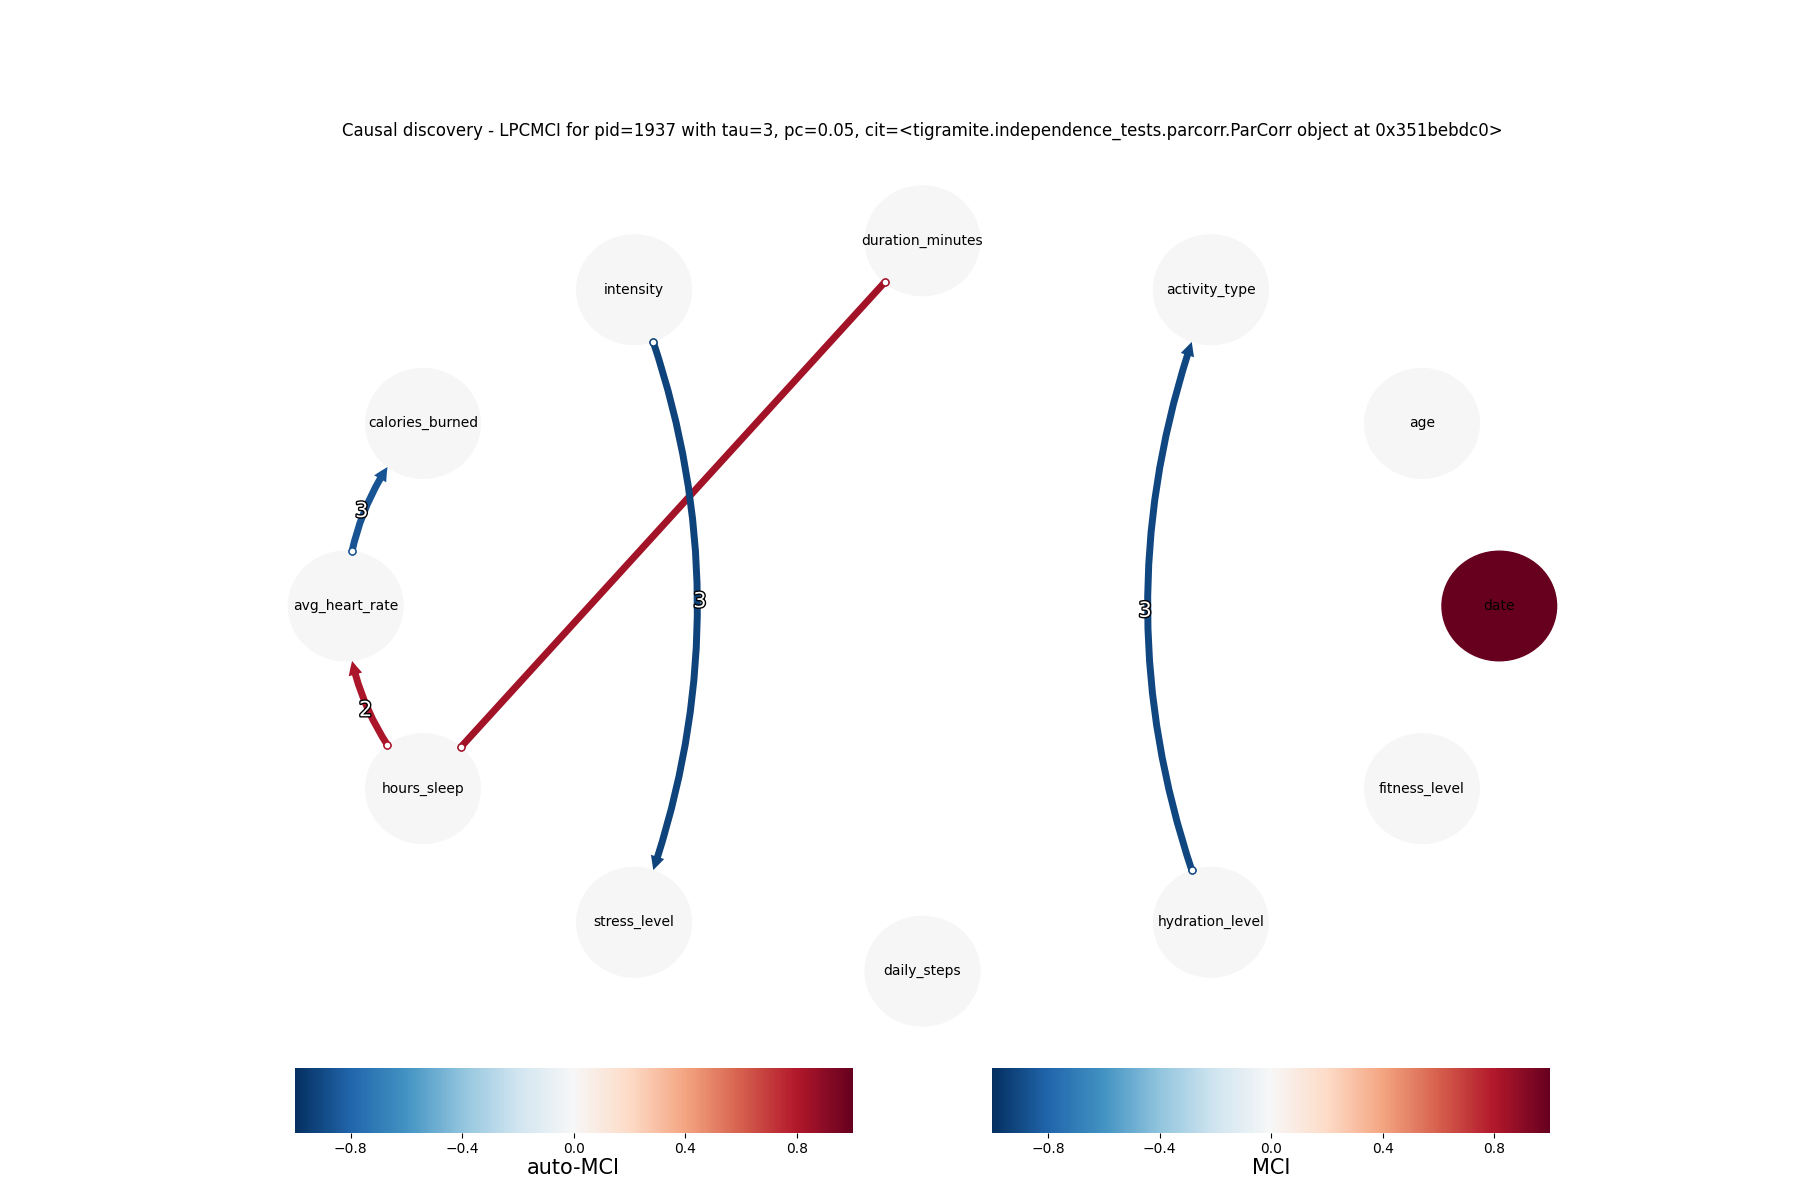 Causal discovery - LPCMCI for pid=1937 with tau=3, pc=0.05, cit=<tigramite.independence_tests.parcorr.ParCorr object at 0x351bebdc0>
duration_minutes
intensity
activity_type
calories_burned
age
3
avg_heart_rate
3
3
date
2
hours_sleep
fitness_level
stress_level
hydration_level
daily_steps
−0.8 −0.4 0.0 0.4 0.8
auto-MCI
−0.8 −0.4 0.0 0.4 0.8
MCI